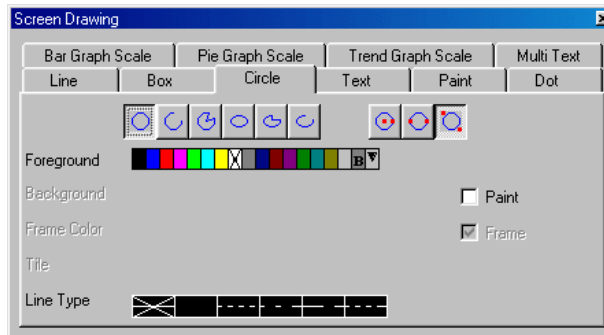 Screen Drawing
Bar Graph Scale Pie Graph Scale Trend Graph Scale Multi Text
Line Box Circle Text Paint Dot
Foreground B
Background
Paint
Frame Color
Frame
Tile
Line Type